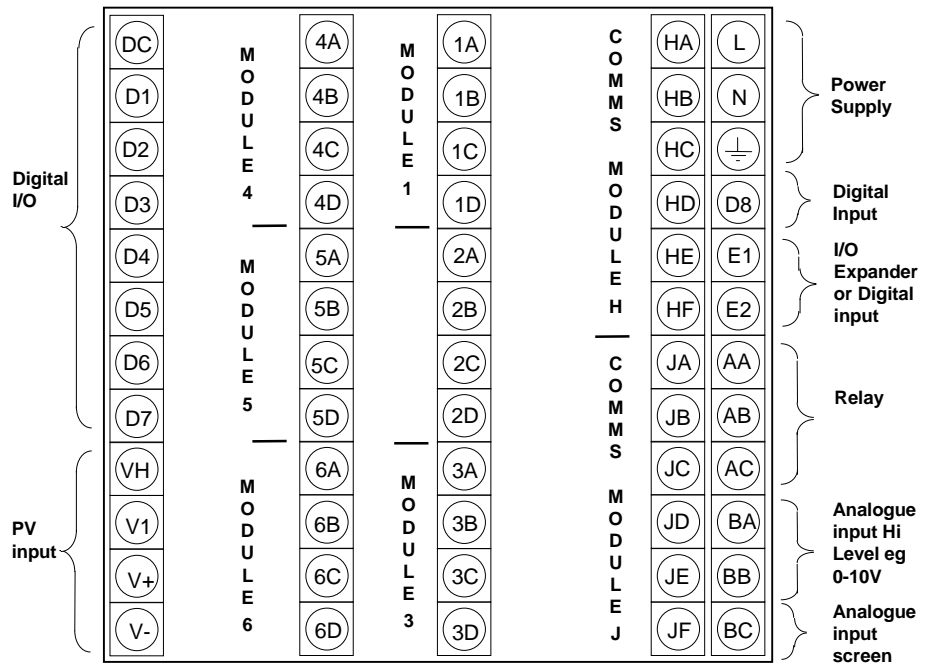 Digital
I/O
PV
input
DC
D1
D2
D3
D4
D5
D6
D7
VH
V1
V+
V-
MODULE 4
MODULE 5
MODULE 6
4A
4B
4C
4D
5A
5B
5C
5D
6A
6B
6C
6D
MODULE 1
MODULE 3
1A
1B
1C
1D
2A
2B
2C
2D
3A
3B
3C
3D
COMMS MODULE H
COMMS MODULE J
HA
HB
HC
HD
HE
HF
JA
JB
JC
JD
JE
JF
L
N
D8
E1
E2
AA
AB
AC
BA
BB
BC
Power
Supply
Digital
Input
I/O
Expander
or Digital
input
Relay
Analogue
input Hi
Level eg
0-10V
Analogue
input
screen